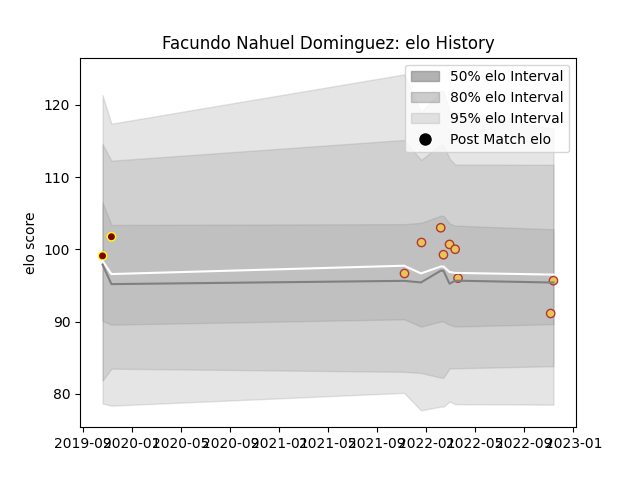 Facundo Nahuel Dominguez: elo History
50% elo Interval
80% elo Interval
95% elo Interval
Post Match elo
elo score
120
110
100
90
80
2019-09 2020-01 2020-05 2020-09 2021-01 2021-05 2021-09 2022-01 2022-05 2022-09 2023-01